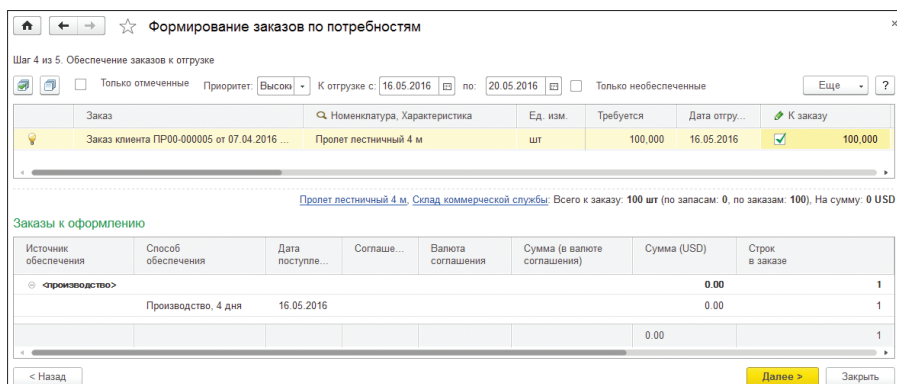 Формирование заказов по потребностям
Шаг 4 из 5. Обеспечение заказов к отгрузке
Только отмеченные Приоритет: Высоки К отгрузке с: 16.05.2016 по: 20.05.2016 Только необеспеченные Еще ?
Заказ Номенклатура, Характеристика Ед. изм. Требуется Дата отгру... К заказу
Заказ клиента ПР00-000005 от 07.04.2016 ... Пролет лестничный 4 м шт 100,000 16.05.2016 100,000
Пролет лестничный 4 м, Склад коммерческой службы: Всего к заказу: 100 шт (по запасам: 0, по заказам: 100), На сумму: 0 USD
Заказы к оформлению
Источник обеспечения Способ обеспечения Дата поступле... Соглаше... Валюта соглашения Сумма (в валюте соглашения) Сумма (USD) Строк в заказе
<производство> 0.00 1
Производство, 4 дня 16.05.2016 0.00 1
0.00 1
< Назад Далее > Закрыть